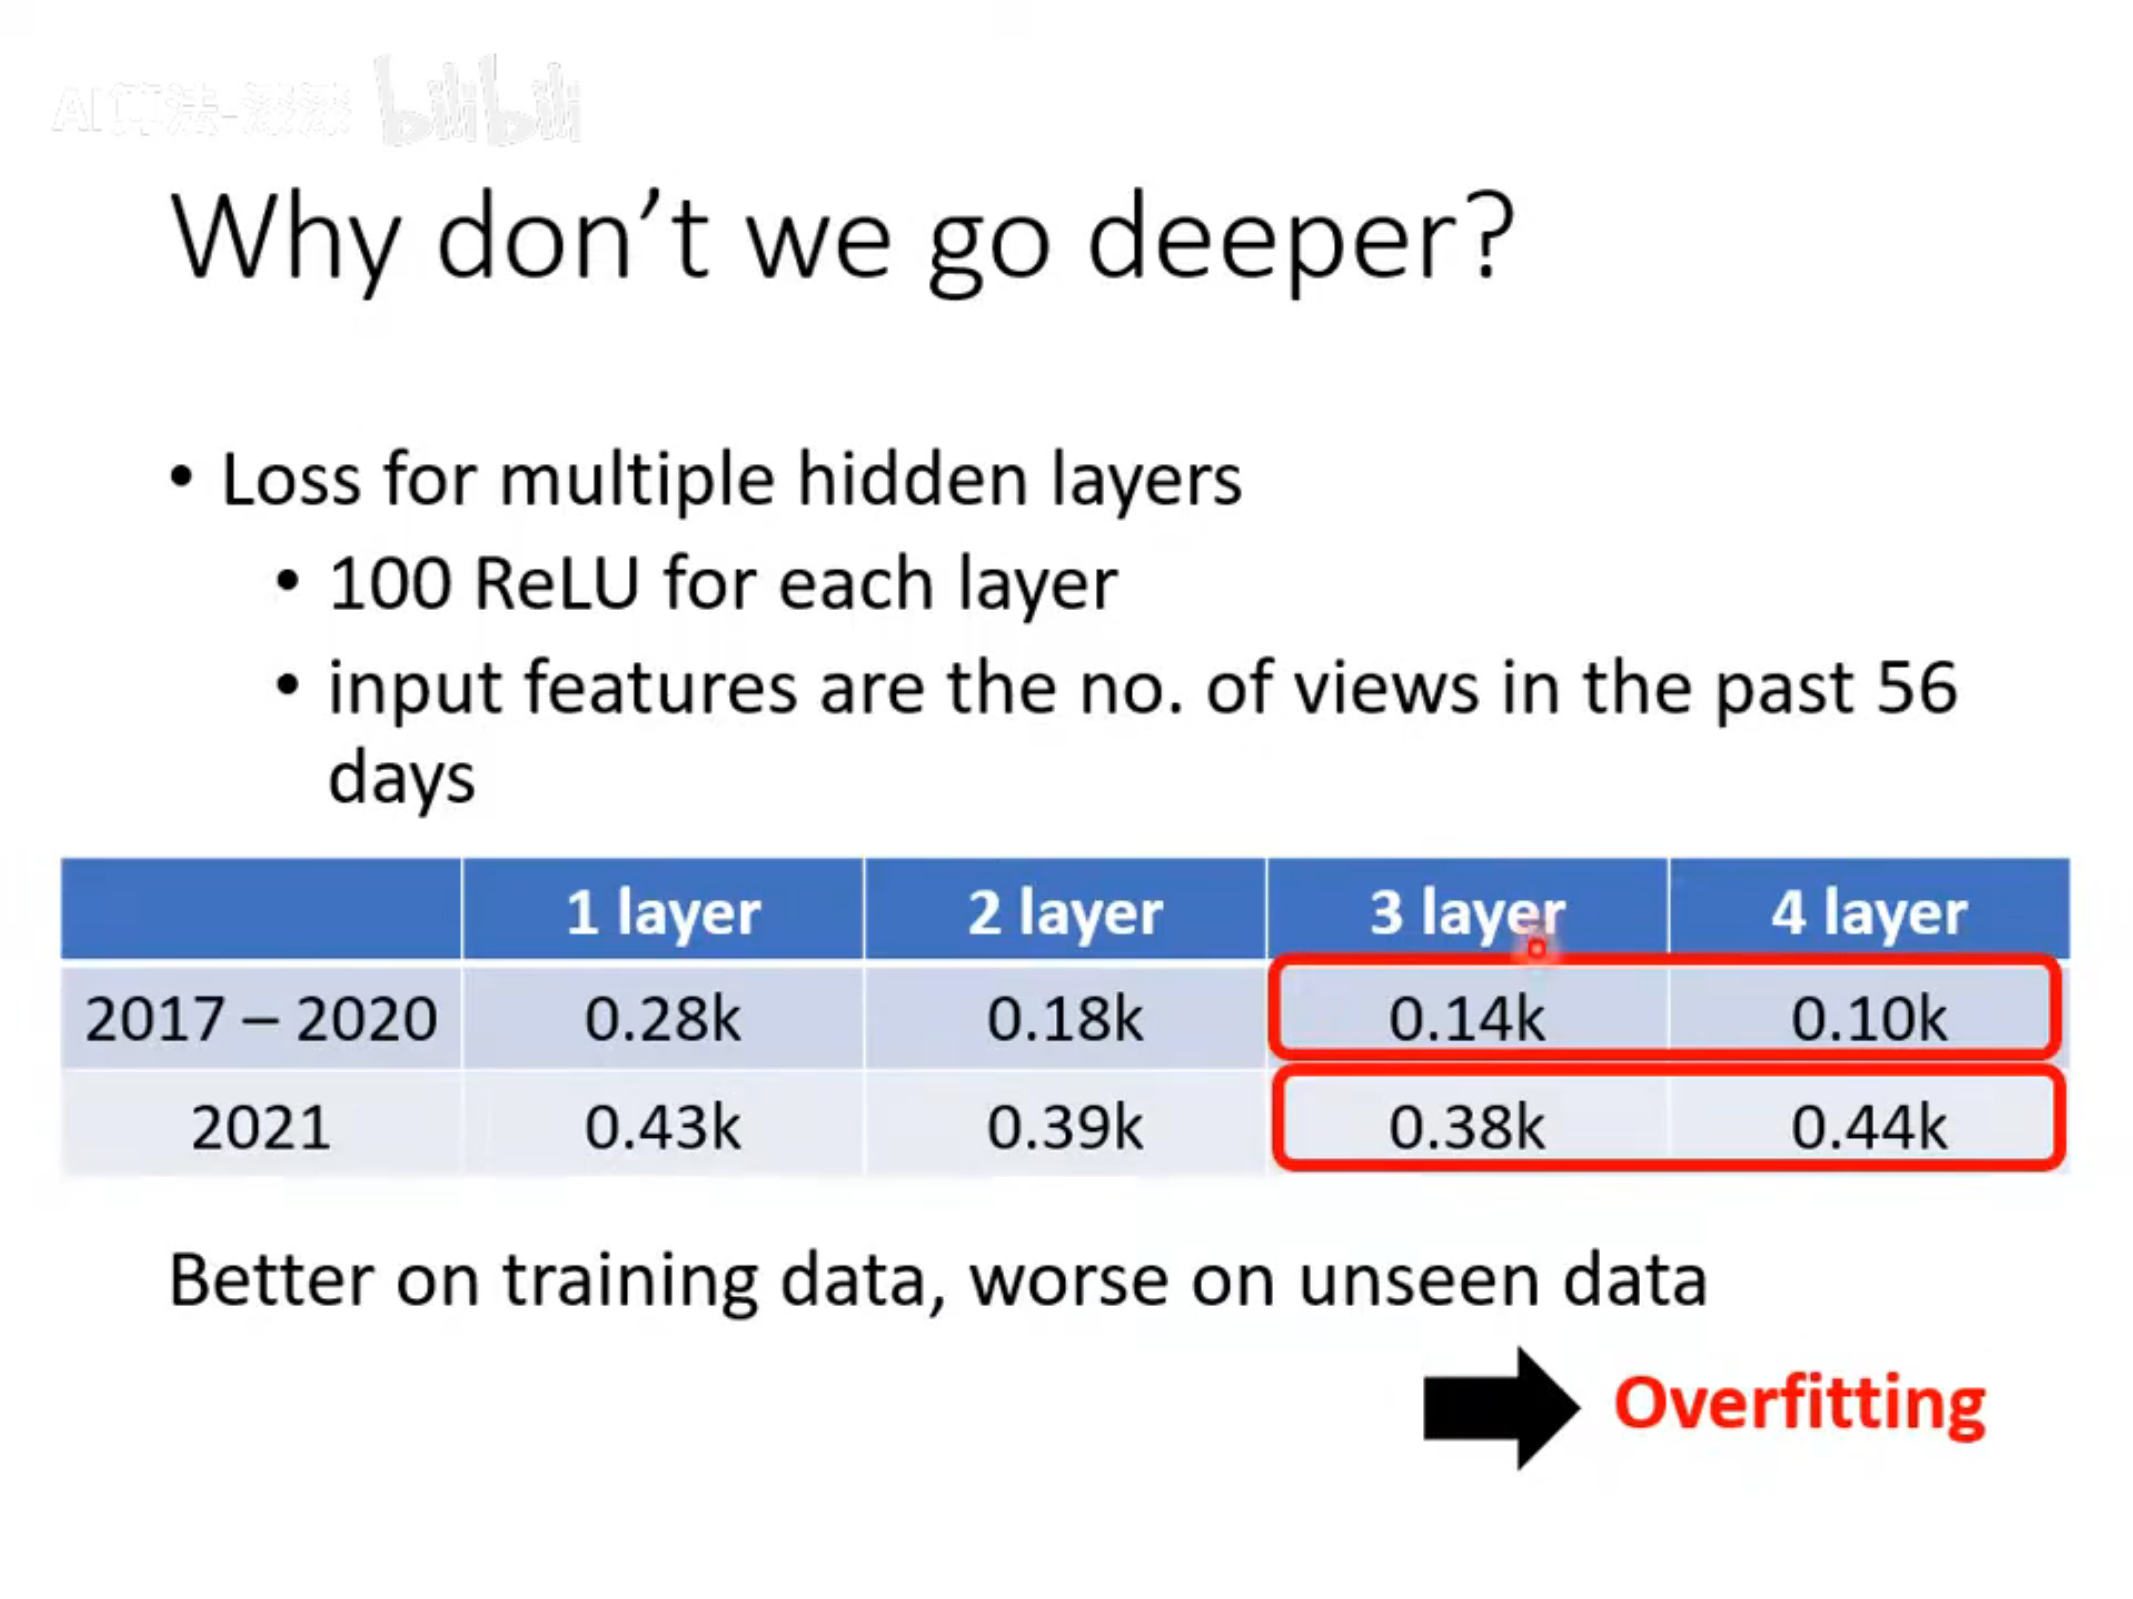 AI算法-漆漆 bilibili
Why don't we go deeper?
• Loss for multiple hidden layers
• 100 ReLU for each layer
• input features are the no. of views in the past 56
days
1 layer 2 layer 3 layer 4 layer
2017 – 2020 0.28k 0.18k 0.14k 0.10k
2021 0.43k 0.39k 0.38k 0.44k
Better on training data, worse on unseen data
Overfitting